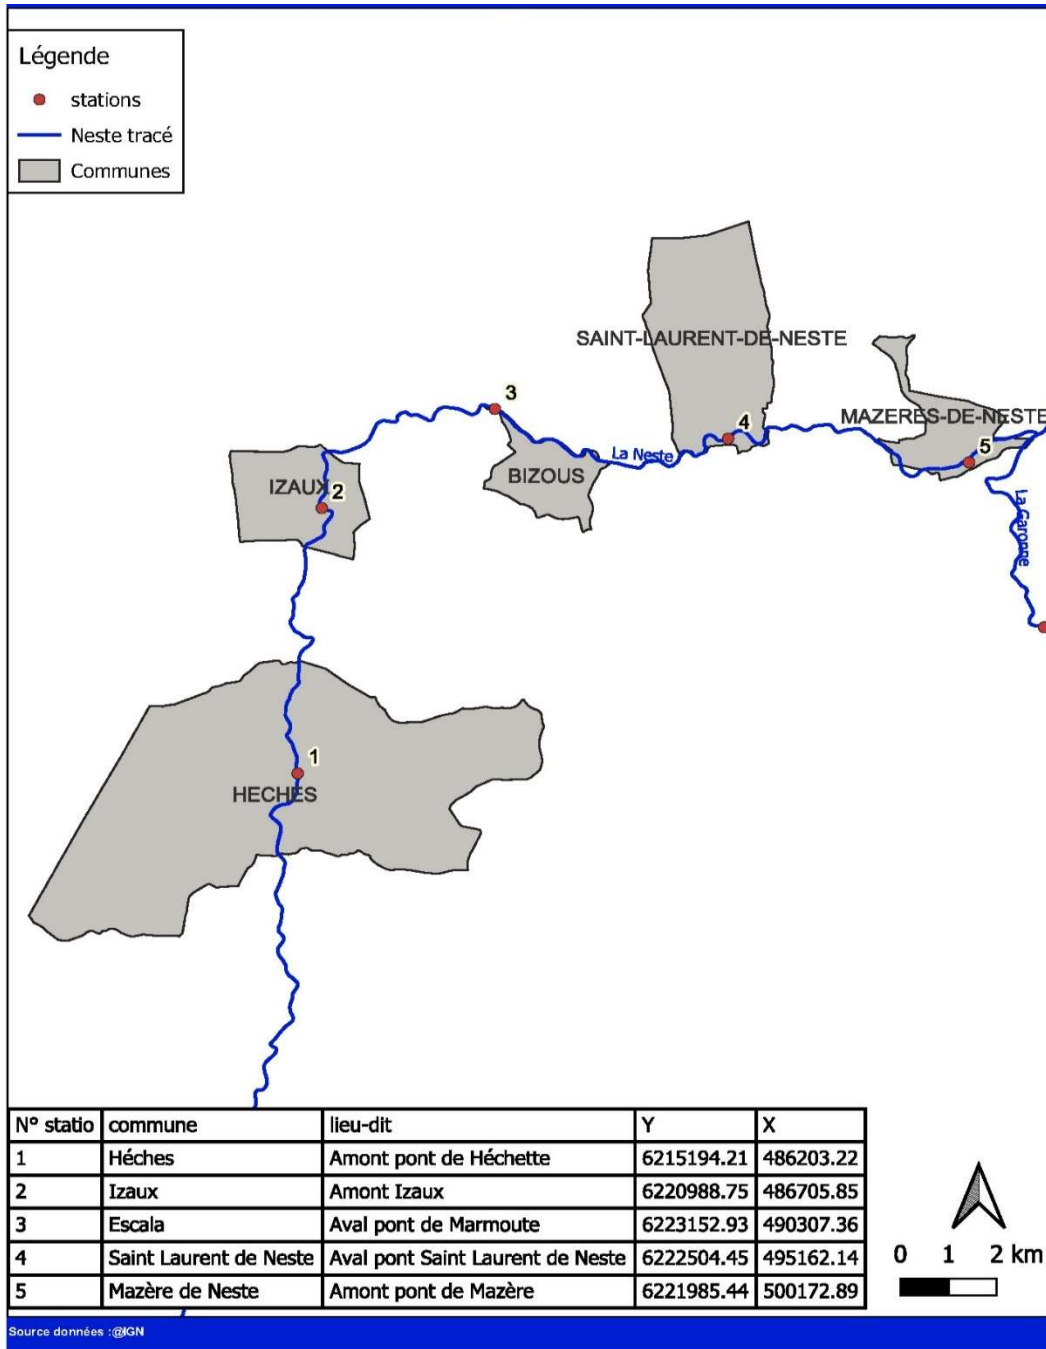 Légende
stations
Neste tracé
Communes
SAINT-LAURENT-DE-NESTE
3
MAZERES-DE-NESTE
4
La Neste
5
BIZOUS
IZAUX
2
La Garonne
1
HECHES
N° statio commune lieu-dit Y X
1 Héches Amont pont de Héchette 6215194.21 486203.22
2 Izaux Amont Izaux 6220988.75 486705.85
3 Escala Aval pont de Marmoute 6223152.93 490307.36
4 Saint Laurent de Neste Aval pont Saint Laurent de Neste 6222504.45 495162.14
5 Mazère de Neste Amont pont de Mazère 6221985.44 500172.89
0 1 2 km
Source données :@IGN